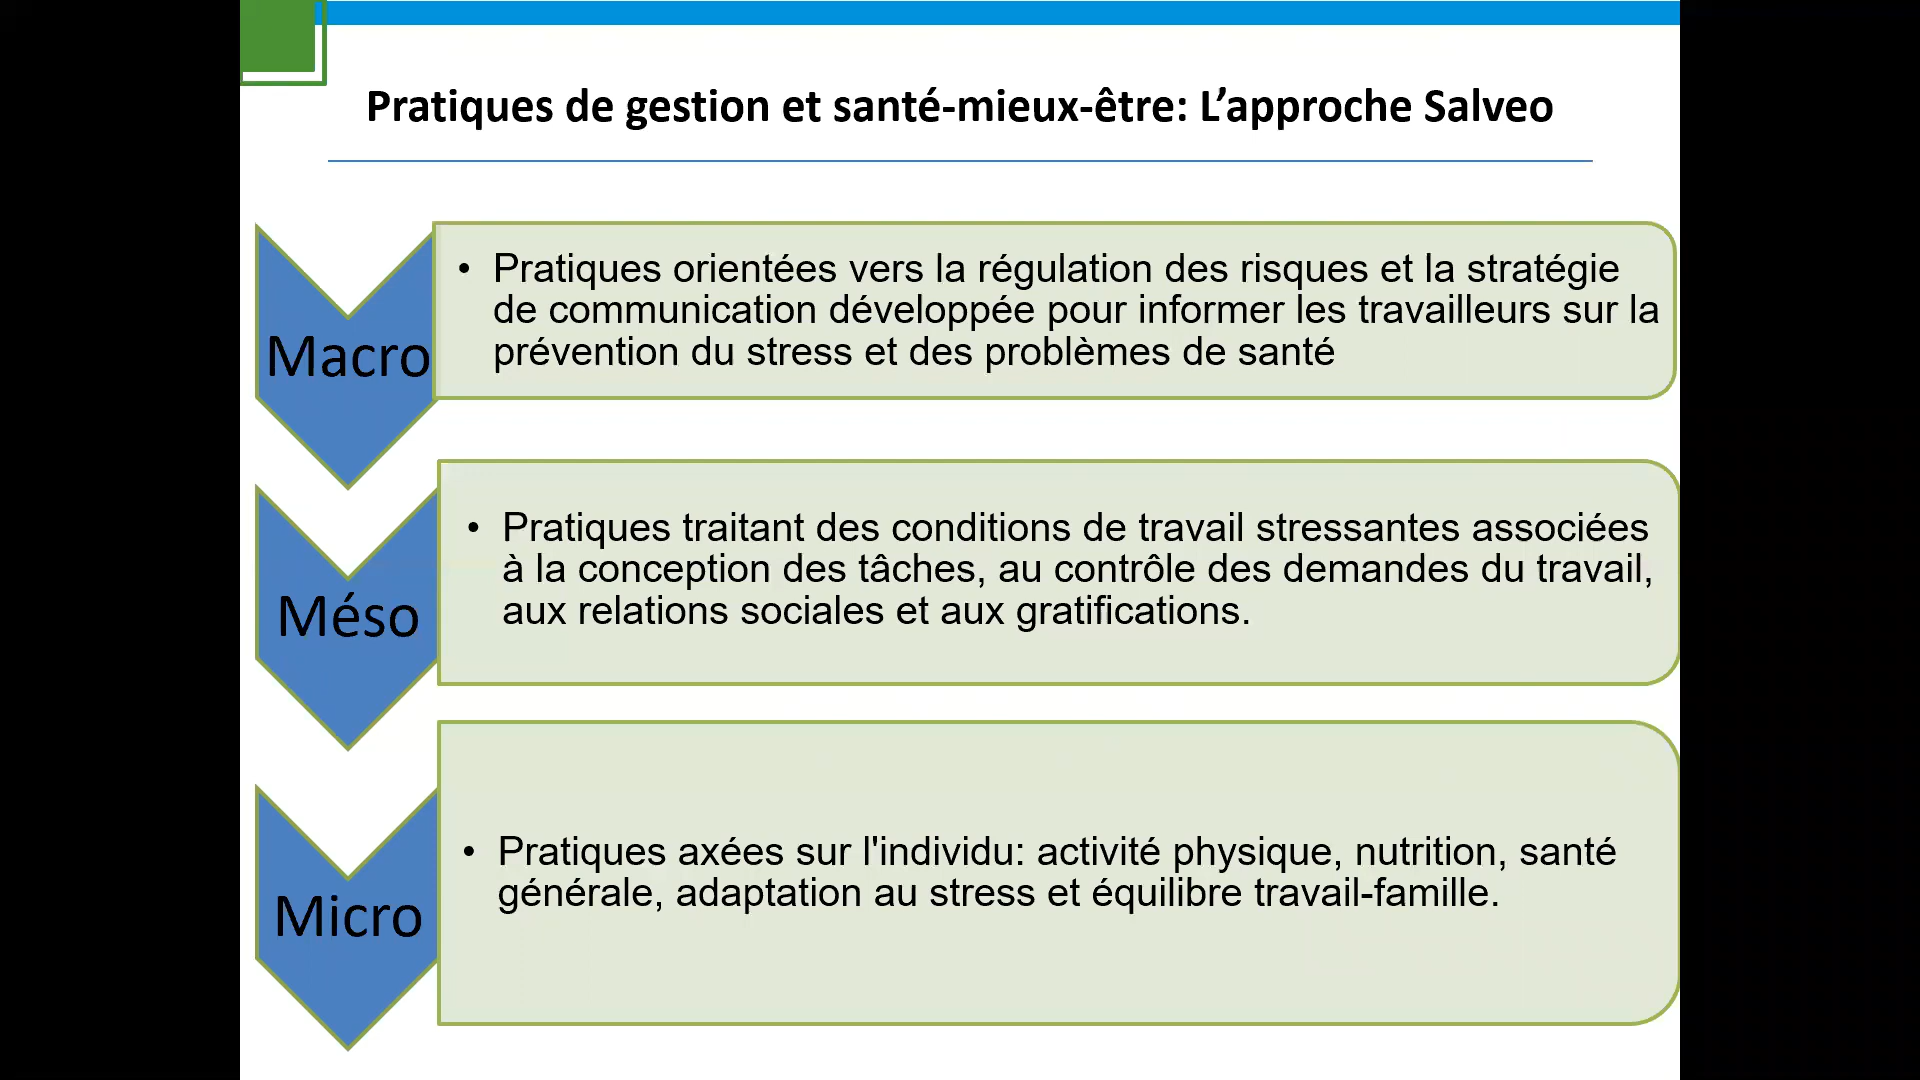 Pratiques de gestion et santé-mieux-être: L’approche Salveo
Macro
• Pratiques orientées vers la régulation des risques et la stratégie
de communication développée pour informer les travailleurs sur la
prévention du stress et des problèmes de santé
Méso
• Pratiques traitant des conditions de travail stressantes associées
à la conception des tâches, au contrôle des demandes du travail,
aux relations sociales et aux gratifications.
Micro
• Pratiques axées sur l'individu: activité physique, nutrition, santé
générale, adaptation au stress et équilibre travail-famille.